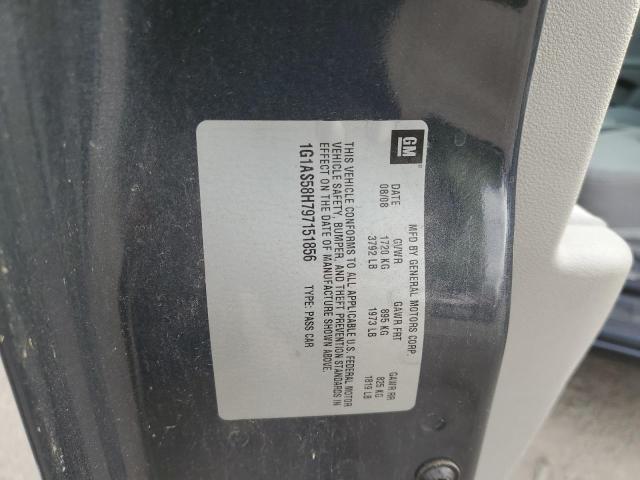 GM
MFD BY GENERAL MOTORS CORP.
DATE GVWR GAWR FRT GAWR RR
08/08 1720 KG 895 KG 825 KG
3792 LB 1973 LB 1819 LB
THIS VEHICLE CONFORMS TO ALL APPLICABLE U.S. FEDERAL MOTOR
VEHICLE SAFETY, BUMPER, AND THEFT PREVENTION STANDARDS IN
EFFECT ON THE DATE OF MANUFACTURE SHOWN ABOVE.
1G1AS58H797151856 TYPE: PASS CAR